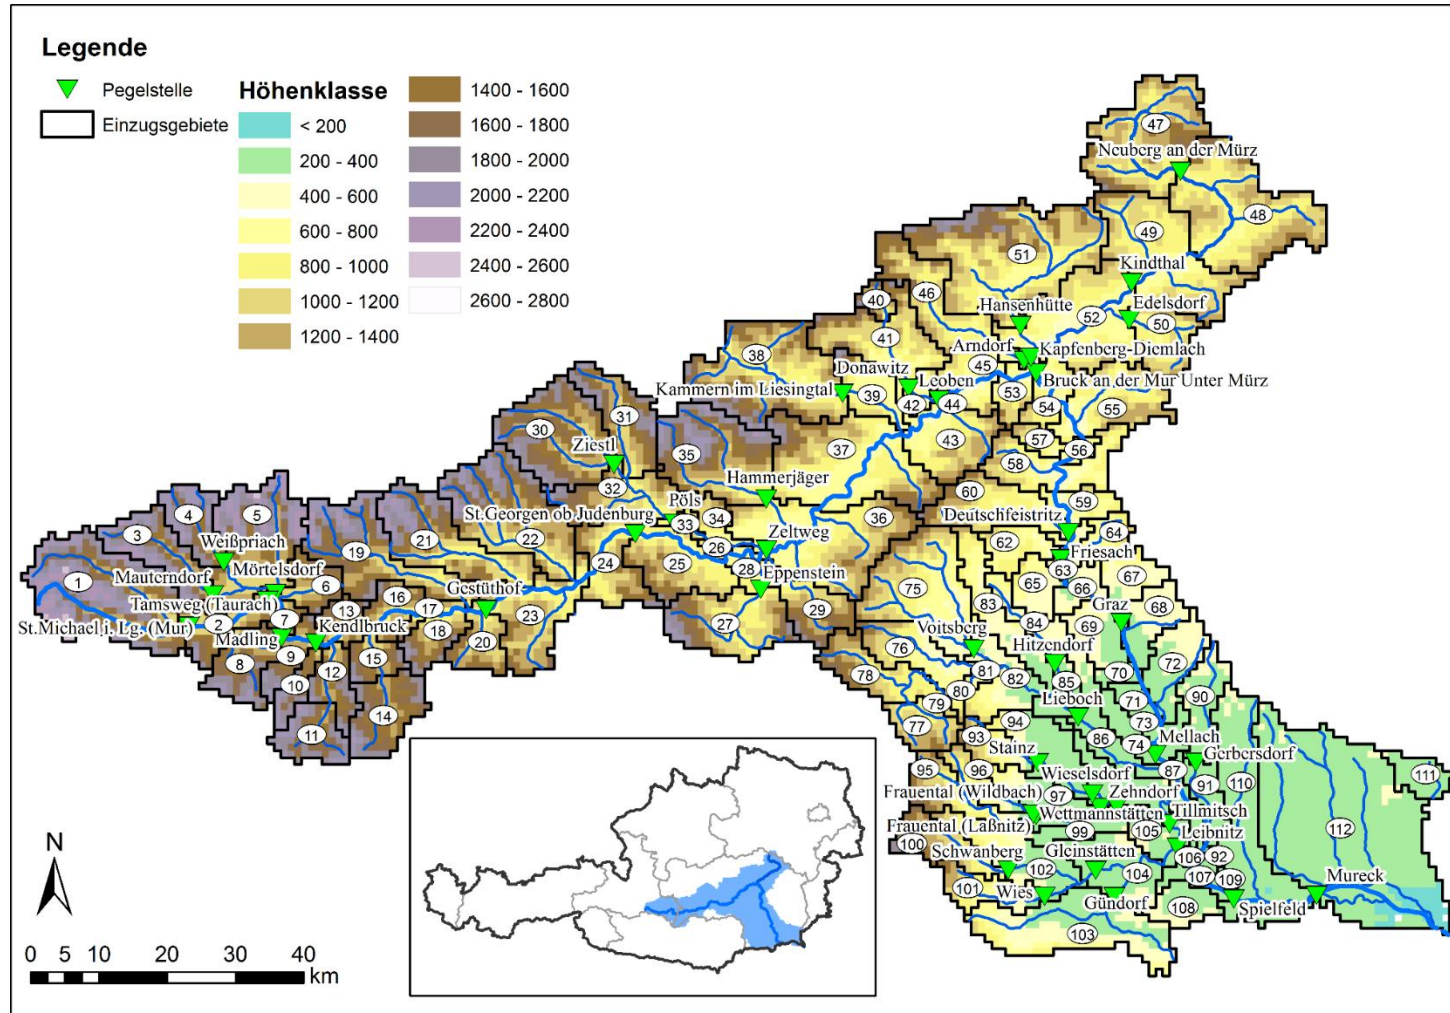 Legende
Pegelstelle
Einzugsgebiete
Höhenklasse
< 200
200 - 400
400 - 600
600 - 800
800 - 1000
1000 - 1200
1200 - 1400
1400 - 1600
1600 - 1800
1800 - 2000
2000 - 2200
2200 - 2400
2400 - 2600
2600 - 2800
47
Neuberg an der Mürz
48
49
51
Kindthal
40
46
Hansenhütte
Edelsdorf
52
50
41
38
Arndorf
Kapfenberg-Diemlach
45
Donawitz
Leoben
Bruck an der Mur Unter Mürz
Kammern im Liesingtal
39
42
44
53
54
55
31
30
43
57
56
Ziestl
35
37
58
32
Hammerjäger
60
59
Pöls
4
5
St.Georgen ob Judenburg
33
34
36
Deutschfeistritz
3
19
21
22
62
64
Weißpriach
26
Zeltweg
Friesach
1
Mörtelsdorf
24
25
28
Eppenstein
63
67
Mauterndorf
6
16
Gestüthof
75
65
66
Tamsweg (Taurach)
13
17
29
83
Graz
68
St.Michael i. Lg. (Mur)
2
7
Kendlbruck
18
23
27
84
69
Madling
20
Voitsberg
Hitzendorf
9
12
15
76
72
8
10
78
81
82
85
70
90
14
79
80
Lieboch
71
11
77
94
73
93
86
74
Mellach
Stainz
Gerbersdorf
95
96
Wieselsdorf
87
111
Frauental (Wildbach)
97
Zehndorf
91
110
Wettmannstätten
Tillmitsch
Frauental (Laßnitz)
99
105
112
100
Leibnitz
Schwanberg
Gleinstätten
106
92
102
104
107
109
Mureck
101
Wies
Gündorf
108
Spielfeld
103
N
0 5 10 20 30 40
km